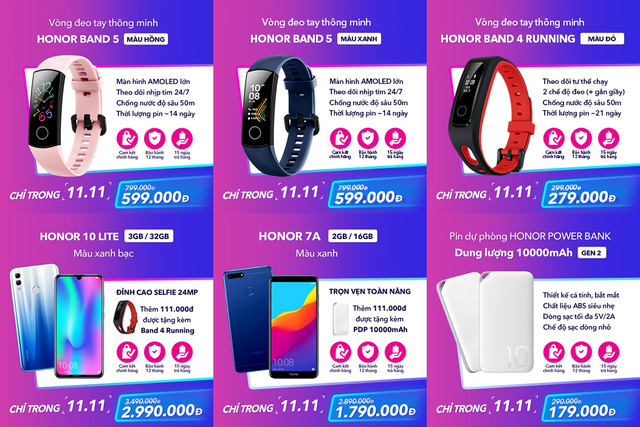 Vòng đeo tay thông minh
HONOR BAND 5 MÀU HỒNG
Màn hình AMOLED lớn
Theo dõi nhịp tim 24/7
Chống nước độ sâu 50m
Thời lượng pin ~14 ngày
Cam kết chính hãng
Bảo hành 12 tháng
15 ngày trả hàng
CHỈ TRONG 11.11
799.000Đ
599.000Đ
Vòng đeo tay thông minh
HONOR BAND 5 MÀU XANH
Màn hình AMOLED lớn
Theo dõi nhịp tim 24/7
Chống nước độ sâu 50m
Thời lượng pin ~14 ngày
Cam kết chính hãng
Bảo hành 12 tháng
15 ngày trả hàng
CHỈ TRONG 11.11
799.000Đ
599.000Đ
Vòng đeo tay thông minh
HONOR BAND 4 RUNNING MÀU ĐỎ
Theo dõi tư thế chạy
2 chế độ đeo (+ gắn giầy)
Chống nước độ sâu 50m
Thời lượng pin ~21 ngày
Cam kết chính hãng
Bảo hành 12 tháng
15 ngày trả hàng
CHỈ TRONG 11.11
299.000Đ
279.000Đ
HONOR 10 LITE 3GB / 32GB
Màu xanh bạc
ĐỈNH CAO SELFIE 24MP
Thêm 111.000đ
được tặng kèm
Band 4 Running
Cam kết chính hãng
Bảo hành 12 tháng
15 ngày trả hàng
CHỈ TRONG 11.11
3.490.000Đ
2.990.000Đ
HONOR 7A 2GB / 16GB
Màu xanh
08:08
TRỌN VẸN TOÀN NĂNG
Thêm 111.000đ
được tặng kèm
PDP 10000mAh
Cam kết chính hãng
Bảo hành 12 tháng
15 ngày trả hàng
CHỈ TRONG 11.11
2.890.000Đ
1.790.000Đ
Pin dự phòng HONOR POWER BANK
Dung lượng 10000mAh GEN 2
10
Thiết kế cá tính, bắt mắt
Chất liệu ABS siêu nhẹ
Dòng sạc tối đa 5V/2A
Chế độ sạc dòng nhỏ
Cam kết chính hãng
Bảo hành 12 tháng
15 ngày trả hàng
CHỈ TRONG 11.11
290.000Đ
179.000Đ